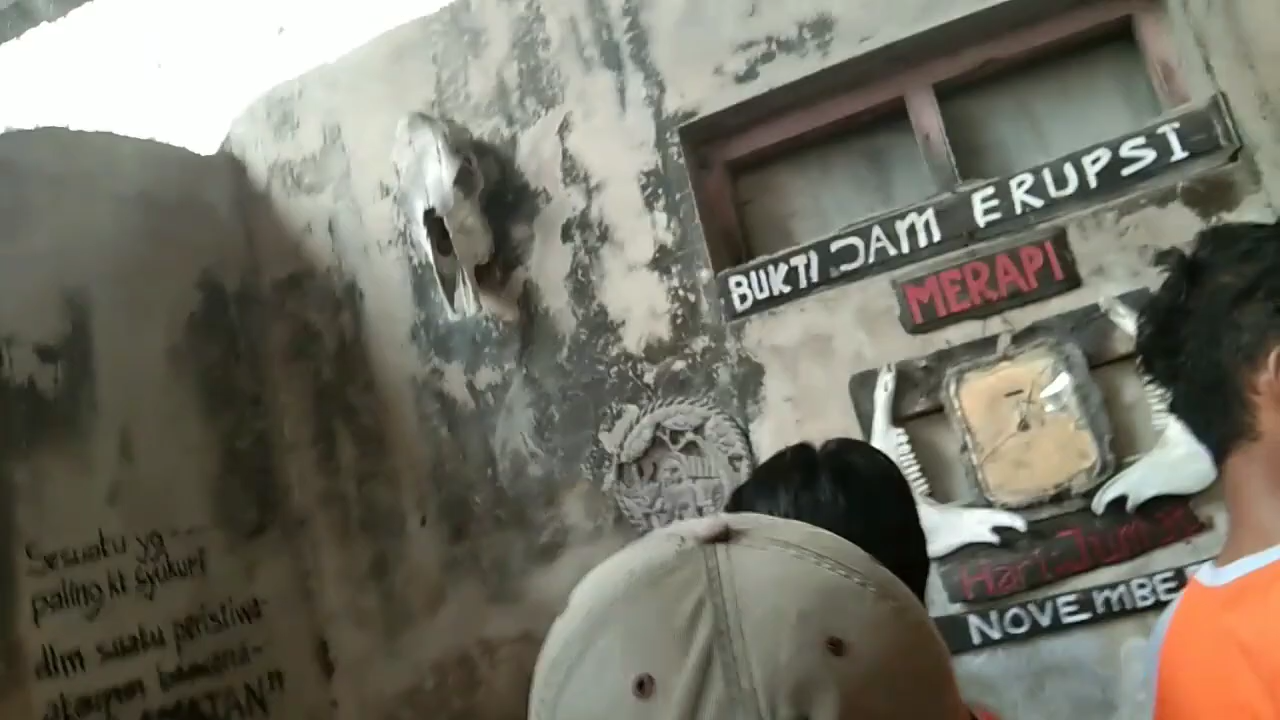 BUKTI JAM ERUPSI
MERAPI
Hari Jum'at
NOVEMBE
Sesuatu yg --
paling kt syukuri
dlm suatu peristiwa-